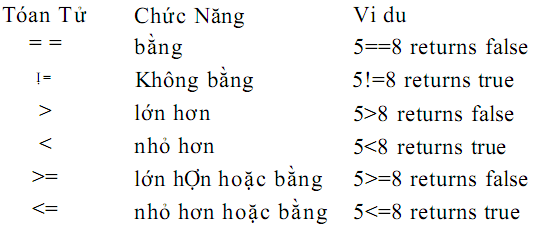 Tóan Tử Chức Năng Vi du
== bằng 5==8 returns false
!= Không bằng 5!=8 returns true
> lớn hơn 5>8 returns false
< nhỏ hơn 5<8 returns true
>= lớn hỢn hoặc bằng 5>=8 returns false
<= nhỏ hơn hoặc bằng 5<=8 returns true